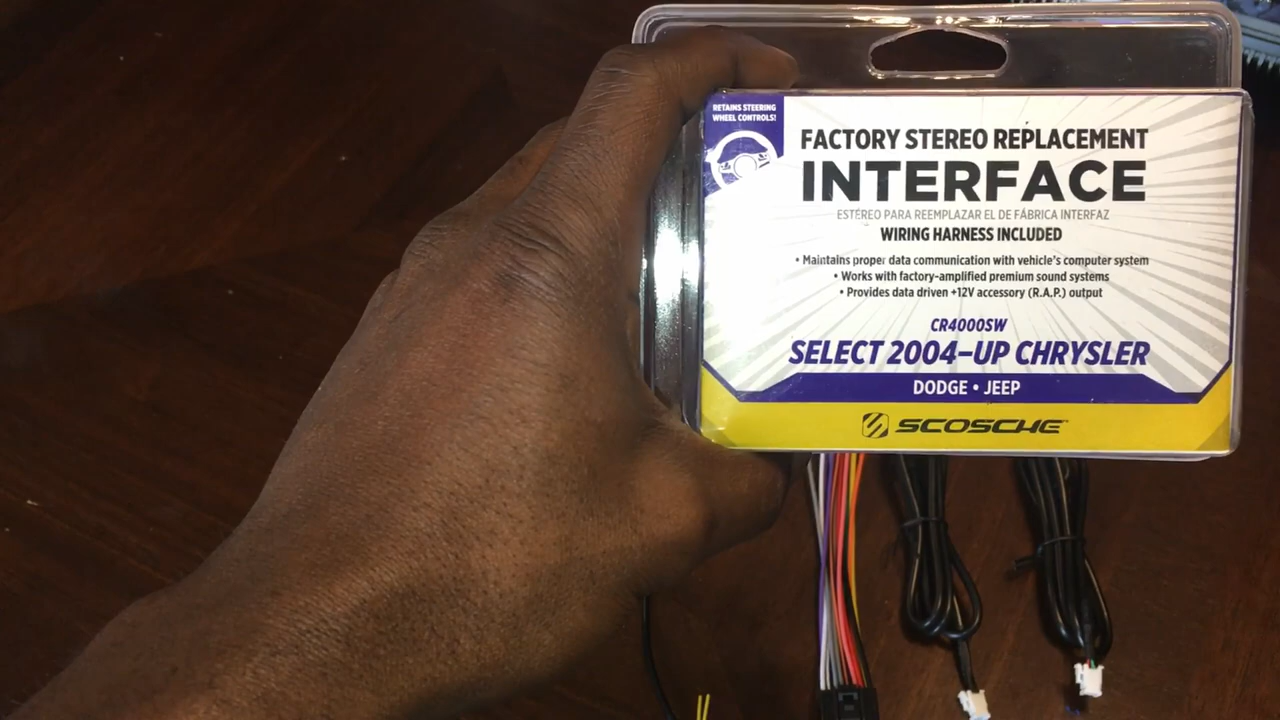 RETAINS STEERING
WHEEL CONTROLS!
FACTORY STEREO REPLACEMENT
INTERFACE
ESTÉREO PARA REEMPLAZAR EL DE FÁBRICA INTERFAZ
WIRING HARNESS INCLUDED
• Maintains proper data communication with vehicle's computer system
• Works with factory-amplified premium sound systems
• Provides data driven +12V accessory (R.A.P.) output
CR4000SW
SELECT 2004–UP CHRYSLER
DODGE • JEEP
SCOSCHE